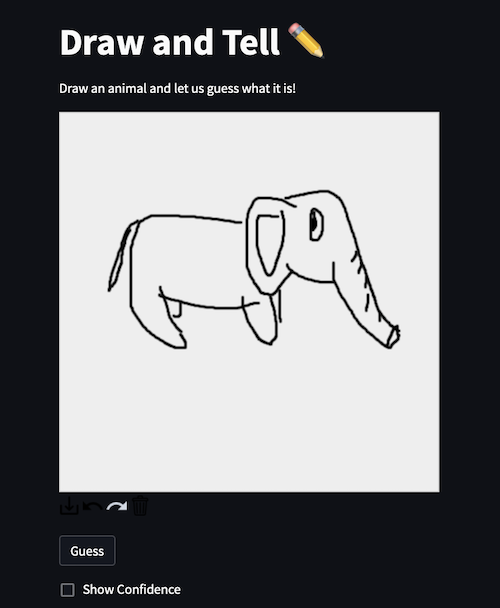 Draw and Tell ✏️
Draw an animal and let us guess what it is!
Guess
Show Confidence